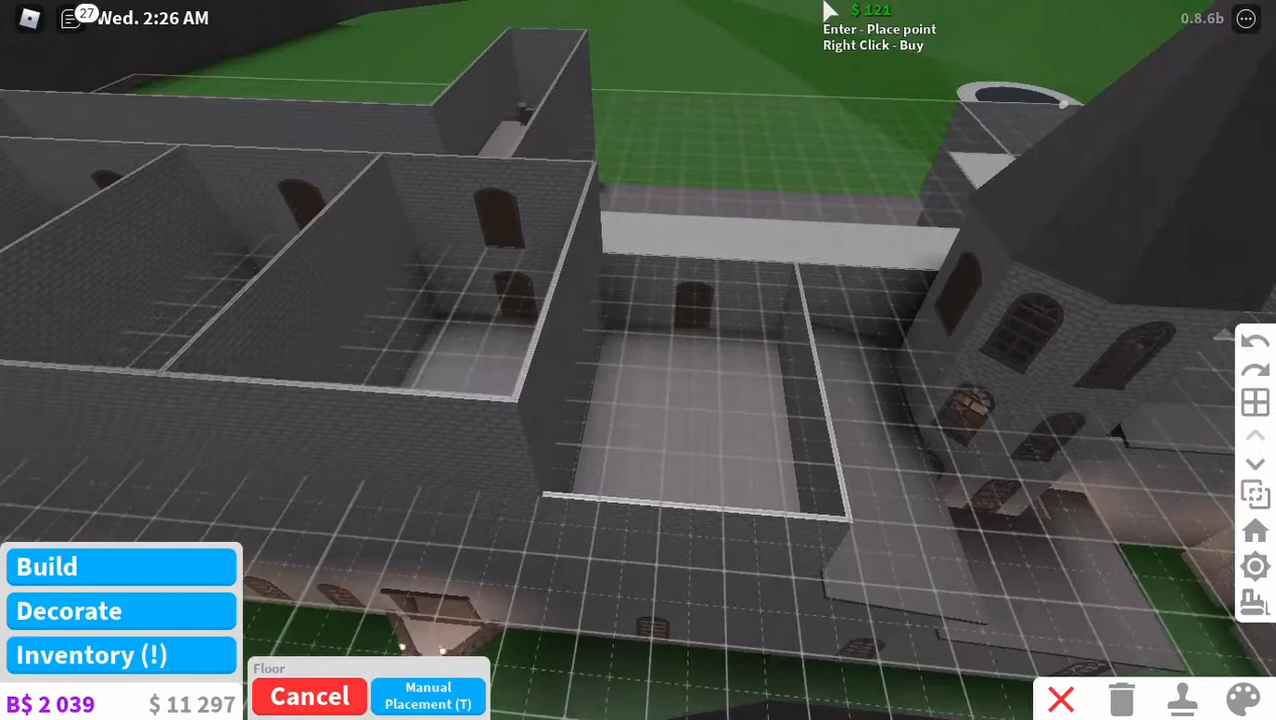 27
Wed. 2:26 AM
$ 121
Enter - Place point
Right Click - Buy
0.8.6b
Build
Decorate
Inventory (!)
B$ 2 039
$ 11 297
Floor
Cancel
Manual
Placement (T)